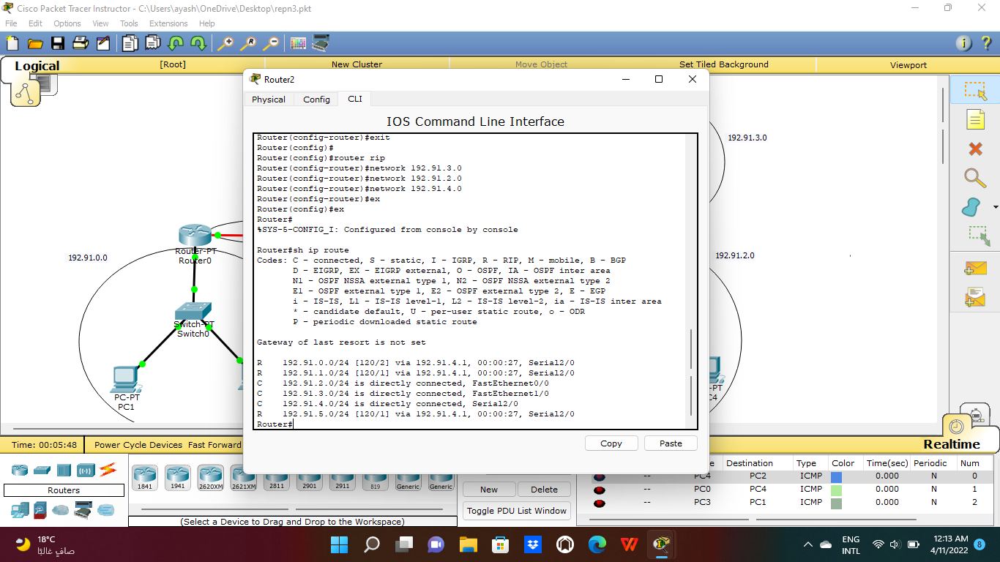 Cisco Packet Tracer Instructor - C:\Users\ayash\OneDrive\Desktop\repn3.pkt
File Edit Options View Tools Extensions Help
Logical [Root] New Cluster Move Object Set Tiled Background Viewport
Router2
Physical Config CLI
IOS Command Line Interface
Router(config-router)#exit
Router(config)#
Router(config)#router rip
Router(config-router)#network 192.91.3.0
Router(config-router)#network 192.91.2.0
Router(config-router)#network 192.91.4.0
Router(config-router)#ex
Router(config)#ex
Router#
%SYS-5-CONFIG_I: Configured from console by console
Router#sh ip route
Codes: C - connected, S - static, I - IGRP, R - RIP, M - mobile, B - BGP
D - EIGRP, EX - EIGRP external, O - OSPF, IA - OSPF inter area
N1 - OSPF NSSA external type 1, N2 - OSPF NSSA external type 2
E1 - OSPF external type 1, E2 - OSPF external type 2, E - EGP
i - IS-IS, L1 - IS-IS level-1, L2 - IS-IS level-2, ia - IS-IS inter area
* - candidate default, U - per-user static route, o - ODR
P - periodic downloaded static route
Gateway of last resort is not set
R 192.91.0.0/24 [120/2] via 192.91.4.1, 00:00:27, Serial2/0
R 192.91.1.0/24 [120/1] via 192.91.4.1, 00:00:27, Serial2/0
C 192.91.2.0/24 is directly connected, FastEthernet0/0
C 192.91.3.0/24 is directly connected, FastEthernet1/0
C 192.91.4.0/24 is directly connected, Serial2/0
R 192.91.5.0/24 [120/1] via 192.91.4.1, 00:00:27, Serial2/0
Router#
Copy Paste
192.91.3.0
192.91.2.0
192.91.0.0
Router-PT
Router0
Switch-PT
Switch0
PC-PT
PC1
-PT
C4
Time: 00:05:48 Power Cycle Devices Fast Forward
Realtime
Routers
1841 1941 2620XM 2621XM 2811 2901 2911 819 Generic Generic
(Select a Device to Drag and Drop to the Workspace)
New Delete
Toggle PDU List Window
e Destination Type Color Time(sec) Periodic Num
-- PC4 PC2 ICMP 0.000 N 0
-- PC0 PC4 ICMP 0.000 N 1
-- PC3 PC1 ICMP 0.000 N 2
18°C
صافٍ غالبًا
ENG
INTL
12:13 AM
4/11/2022
8